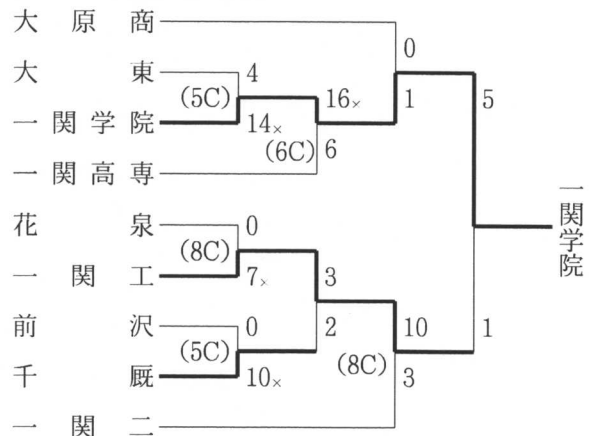 大原商
0
大東
4
(5C)
16×
1
5
一関学院
14×
(6C)
6
一関高専
一関学院
花泉
0
(8C)
一関工
7×
3
前沢
0
2
10
1
(5C)
(8C)
千厩
10×
3
一関二